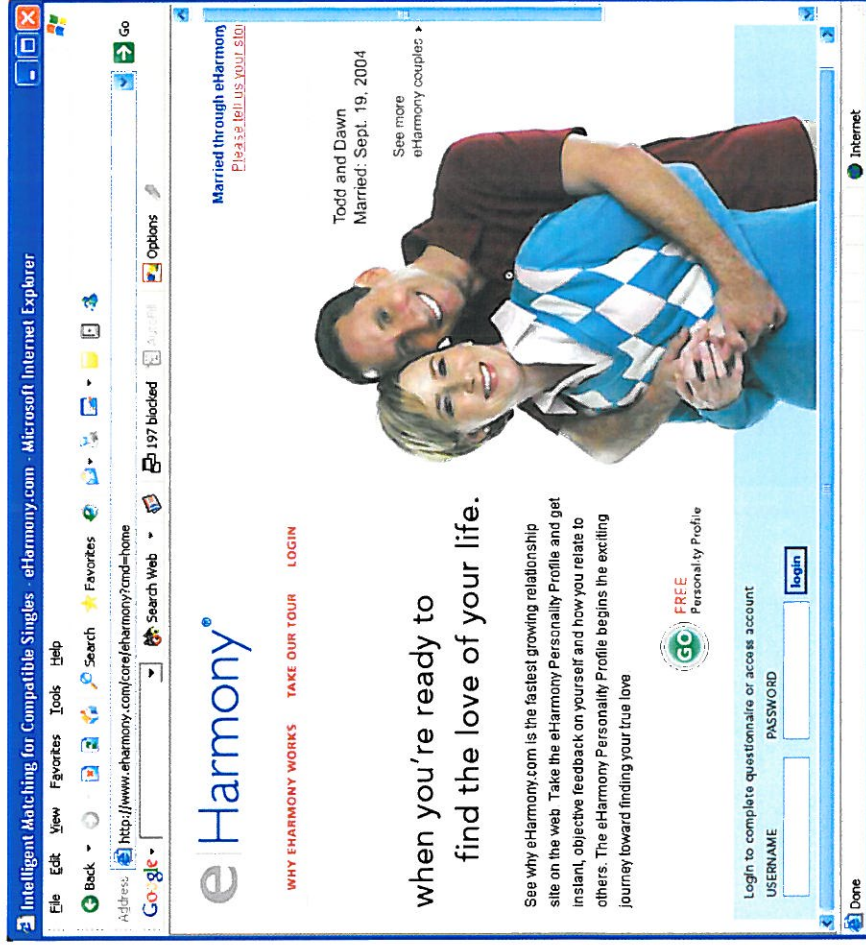 Intelligent Matching for Compatible Singles - eHarmony.com - Microsoft Internet Explorer
File Edit View Favorites Tools Help
Back Search Favorites
Address http://www.eharmony.com/core/eharmony?cmd=home Go
Google Search Web 197 blocked AutoFill Options
eHarmony®
Married through eHarmony
Please tell us your stor
WHY EHARMONY WORKS TAKE OUR TOUR LOGIN
Todd and Dawn
Married: Sept. 19, 2004
See more
eHarmony couples
when you're ready to
find the love of your life.
See why eHarmony.com is the fastest growing relationship
site on the web Take the eHarmony Personality Profile and get
instant, objective feedback on yourself and how you relate to
others. The eHarmony Personality Profile begins the exciting
journey toward finding your true love
GO FREE
Personality Profile
Login to complete questionnaire or access account
USERNAME PASSWORD
login
Done Internet